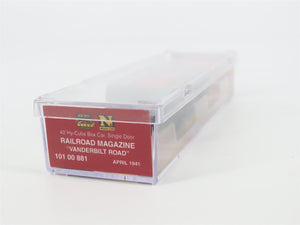 N
40' Hy-Cube Box Car, Single Door
RAILROAD MAGAZINE
"VANDERBILT ROAD"
101 00 881
APRIL 1941